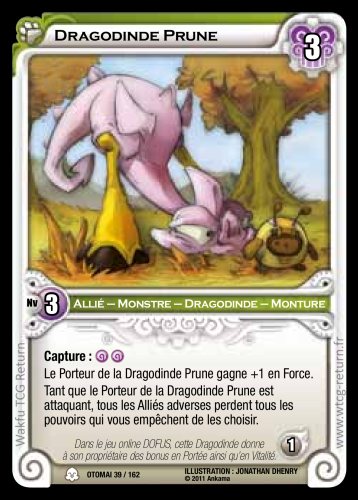 Dragodinde Prune
3
Nv 3 Allié – Monstre – Dragodinde – Monture
Capture :
Le Porteur de la Dragodinde Prune gagne +1 en Force.
Tant que le Porteur de la Dragodinde Prune est
attaquant, tous les Alliés adverses perdent tous les
pouvoirs qui vous empêchent de les choisir.
Dans le jeu online DOFUS, cette Dragodinde donne
à son propriétaire des bonus en Portée ainsi qu'en Vitalité.
1
OTOMAI 39 / 162
ILLUSTRATION : JONATHAN DHENRY
© 2011 Ankama
Wakfu TCG Return
www.wtcg-return.fr